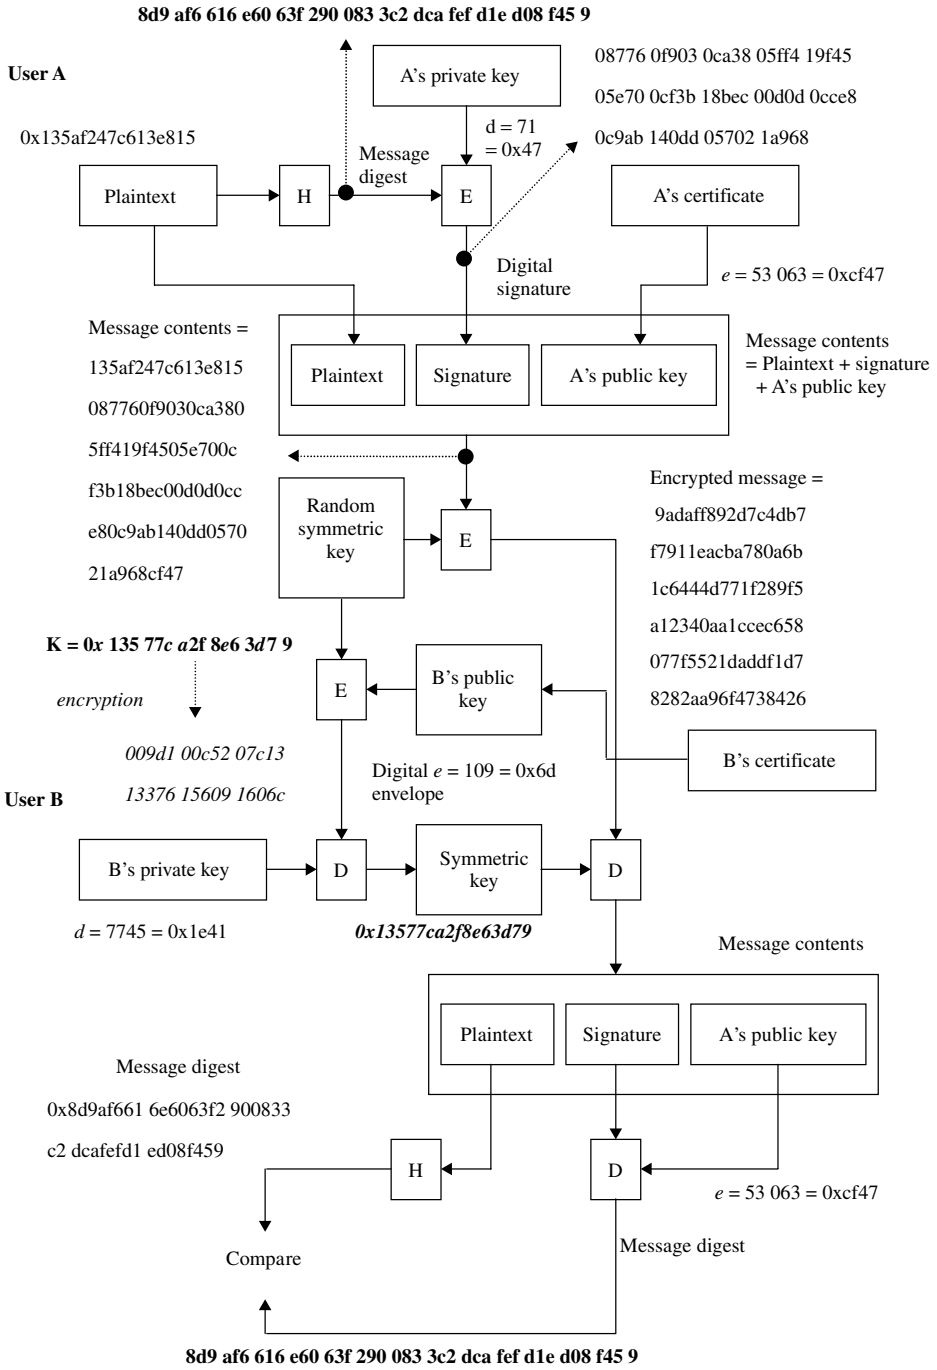 8d9 af6 616 e60 63f 290 083 3c2 dca fef d1e d08 f45 9
User A
A's private key
08776 0f903 0ca38 05ff4 19f45
05e70 0cf3b 18bec 00d0d 0cce8
0c9ab 140dd 05702 1a968
0x135af247c613e815
d = 71
= 0x47
Message
digest
Plaintext
H
E
A's certificate
Digital
signature
e = 53 063 = 0xcf47
Message contents =
135af247c613e815
087760f9030ca380
5ff419f4505e700c
f3b18bec00d0d0cc
e80c9ab140dd0570
21a968cf47
Plaintext
Signature
A's public key
Message contents
= Plaintext + signature
+ A's public key
Random
symmetric
key
E
Encrypted message =
9adaff892d7c4db7
f7911eacba780a6b
1c6444d771f289f5
a12340aa1ccec658
077f5521daddf1d7
8282aa96f4738426
K = 0x 135 77c a2f 8e6 3d7 9
encryption
009d1 00c52 07c13
13376 15609 1606c
E
B's public
key
B's certificate
Digital e = 109 = 0x6d
envelope
User B
B's private key
D
Symmetric
key
D
d = 7745 = 0x1e41
0x13577ca2f8e63d79
Message contents
Plaintext
Signature
A's public key
Message digest
0x8d9af661 6e6063f2 900833
c2 dcafefd1 ed08f459
H
D
e = 53 063 = 0xcf47
Compare
Message digest
8d9 af6 616 e60 63f 290 083 3c2 dca fef d1e d08 f45 9